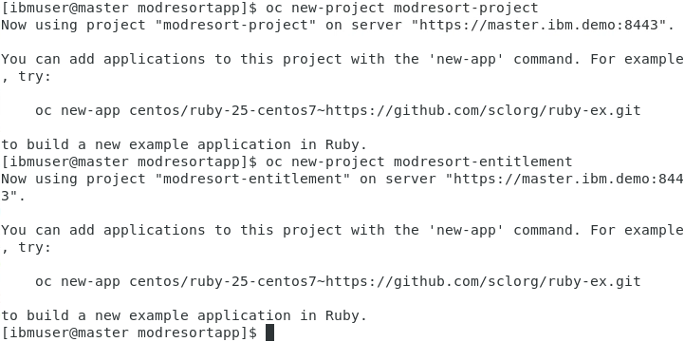 [ibmuser@master modresortapp]$ oc new-project modresort-project
Now using project "modresort-project" on server "https://master.ibm.demo:8443".

You can add applications to this project with the 'new-app' command. For example
, try:

    oc new-app centos/ruby-25-centos7~https://github.com/sclorg/ruby-ex.git

to build a new example application in Ruby.
[ibmuser@master modresortapp]$ oc new-project modresort-entitlement
Now using project "modresort-entitlement" on server "https://master.ibm.demo:844
3".

You can add applications to this project with the 'new-app' command. For example
, try:

    oc new-app centos/ruby-25-centos7~https://github.com/sclorg/ruby-ex.git

to build a new example application in Ruby.
[ibmuser@master modresortapp]$